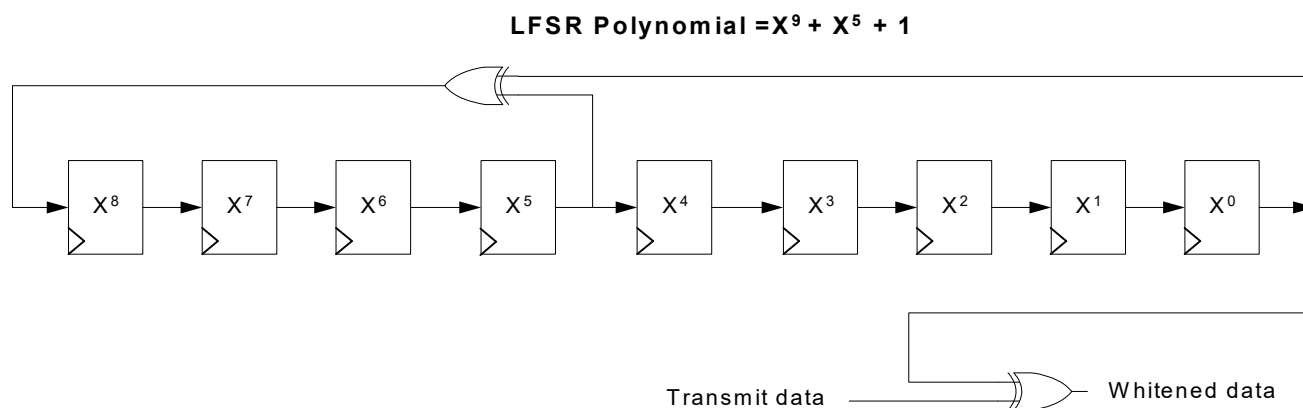 LFSR Polynomial =X⁹ + X⁵ + 1
X⁸ X⁷ X⁶ X⁵ X⁴ X³ X² X¹ X⁰
Transmit data Whitened data